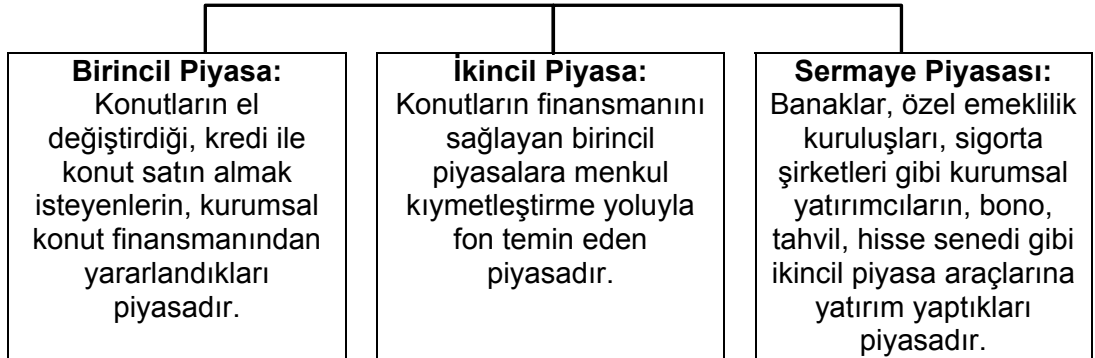 Birincil Piyasa:
Konutların el
değiştirdiği, kredi ile
konut satın almak
isteyenlerin, kurumsal
konut finansmanından
yararlandıkları
piyasadır.
İkincil Piyasa:
Konutların finansmanını
sağlayan birincil
piyasalara menkul
kıymetleştirme yoluyla
fon temin eden
piyasadır.
Sermaye Piyasası:
Banaklar, özel emeklilik
kuruluşları, sigorta
şirketleri gibi kurumsal
yatırımcıların, bono,
tahvil, hisse senedi gibi
ikincil piyasa araçlarına
yatırım yaptıkları
piyasadır.